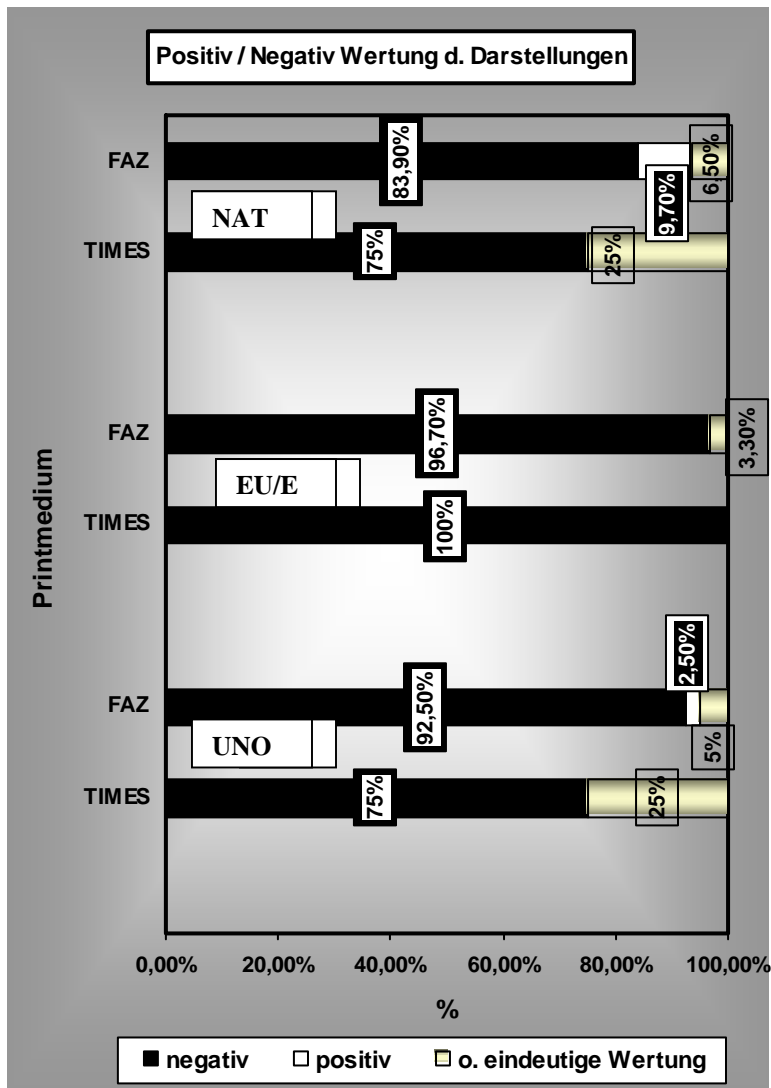 Positiv / Negativ Wertung d. Darstellungen
FAZ
83,90%
9,70%
6,50%
NAT
TIMES
75%
25%
FAZ
96,70%
3,30%
EU/E
TIMES
100%
FAZ
92,50%
2,50%
5%
UNO
TIMES
75%
25%
Printmedium
0,00% 20,00% 40,00% 60,00% 80,00% 100,00%
%
negativ positiv o. eindeutige Wertung